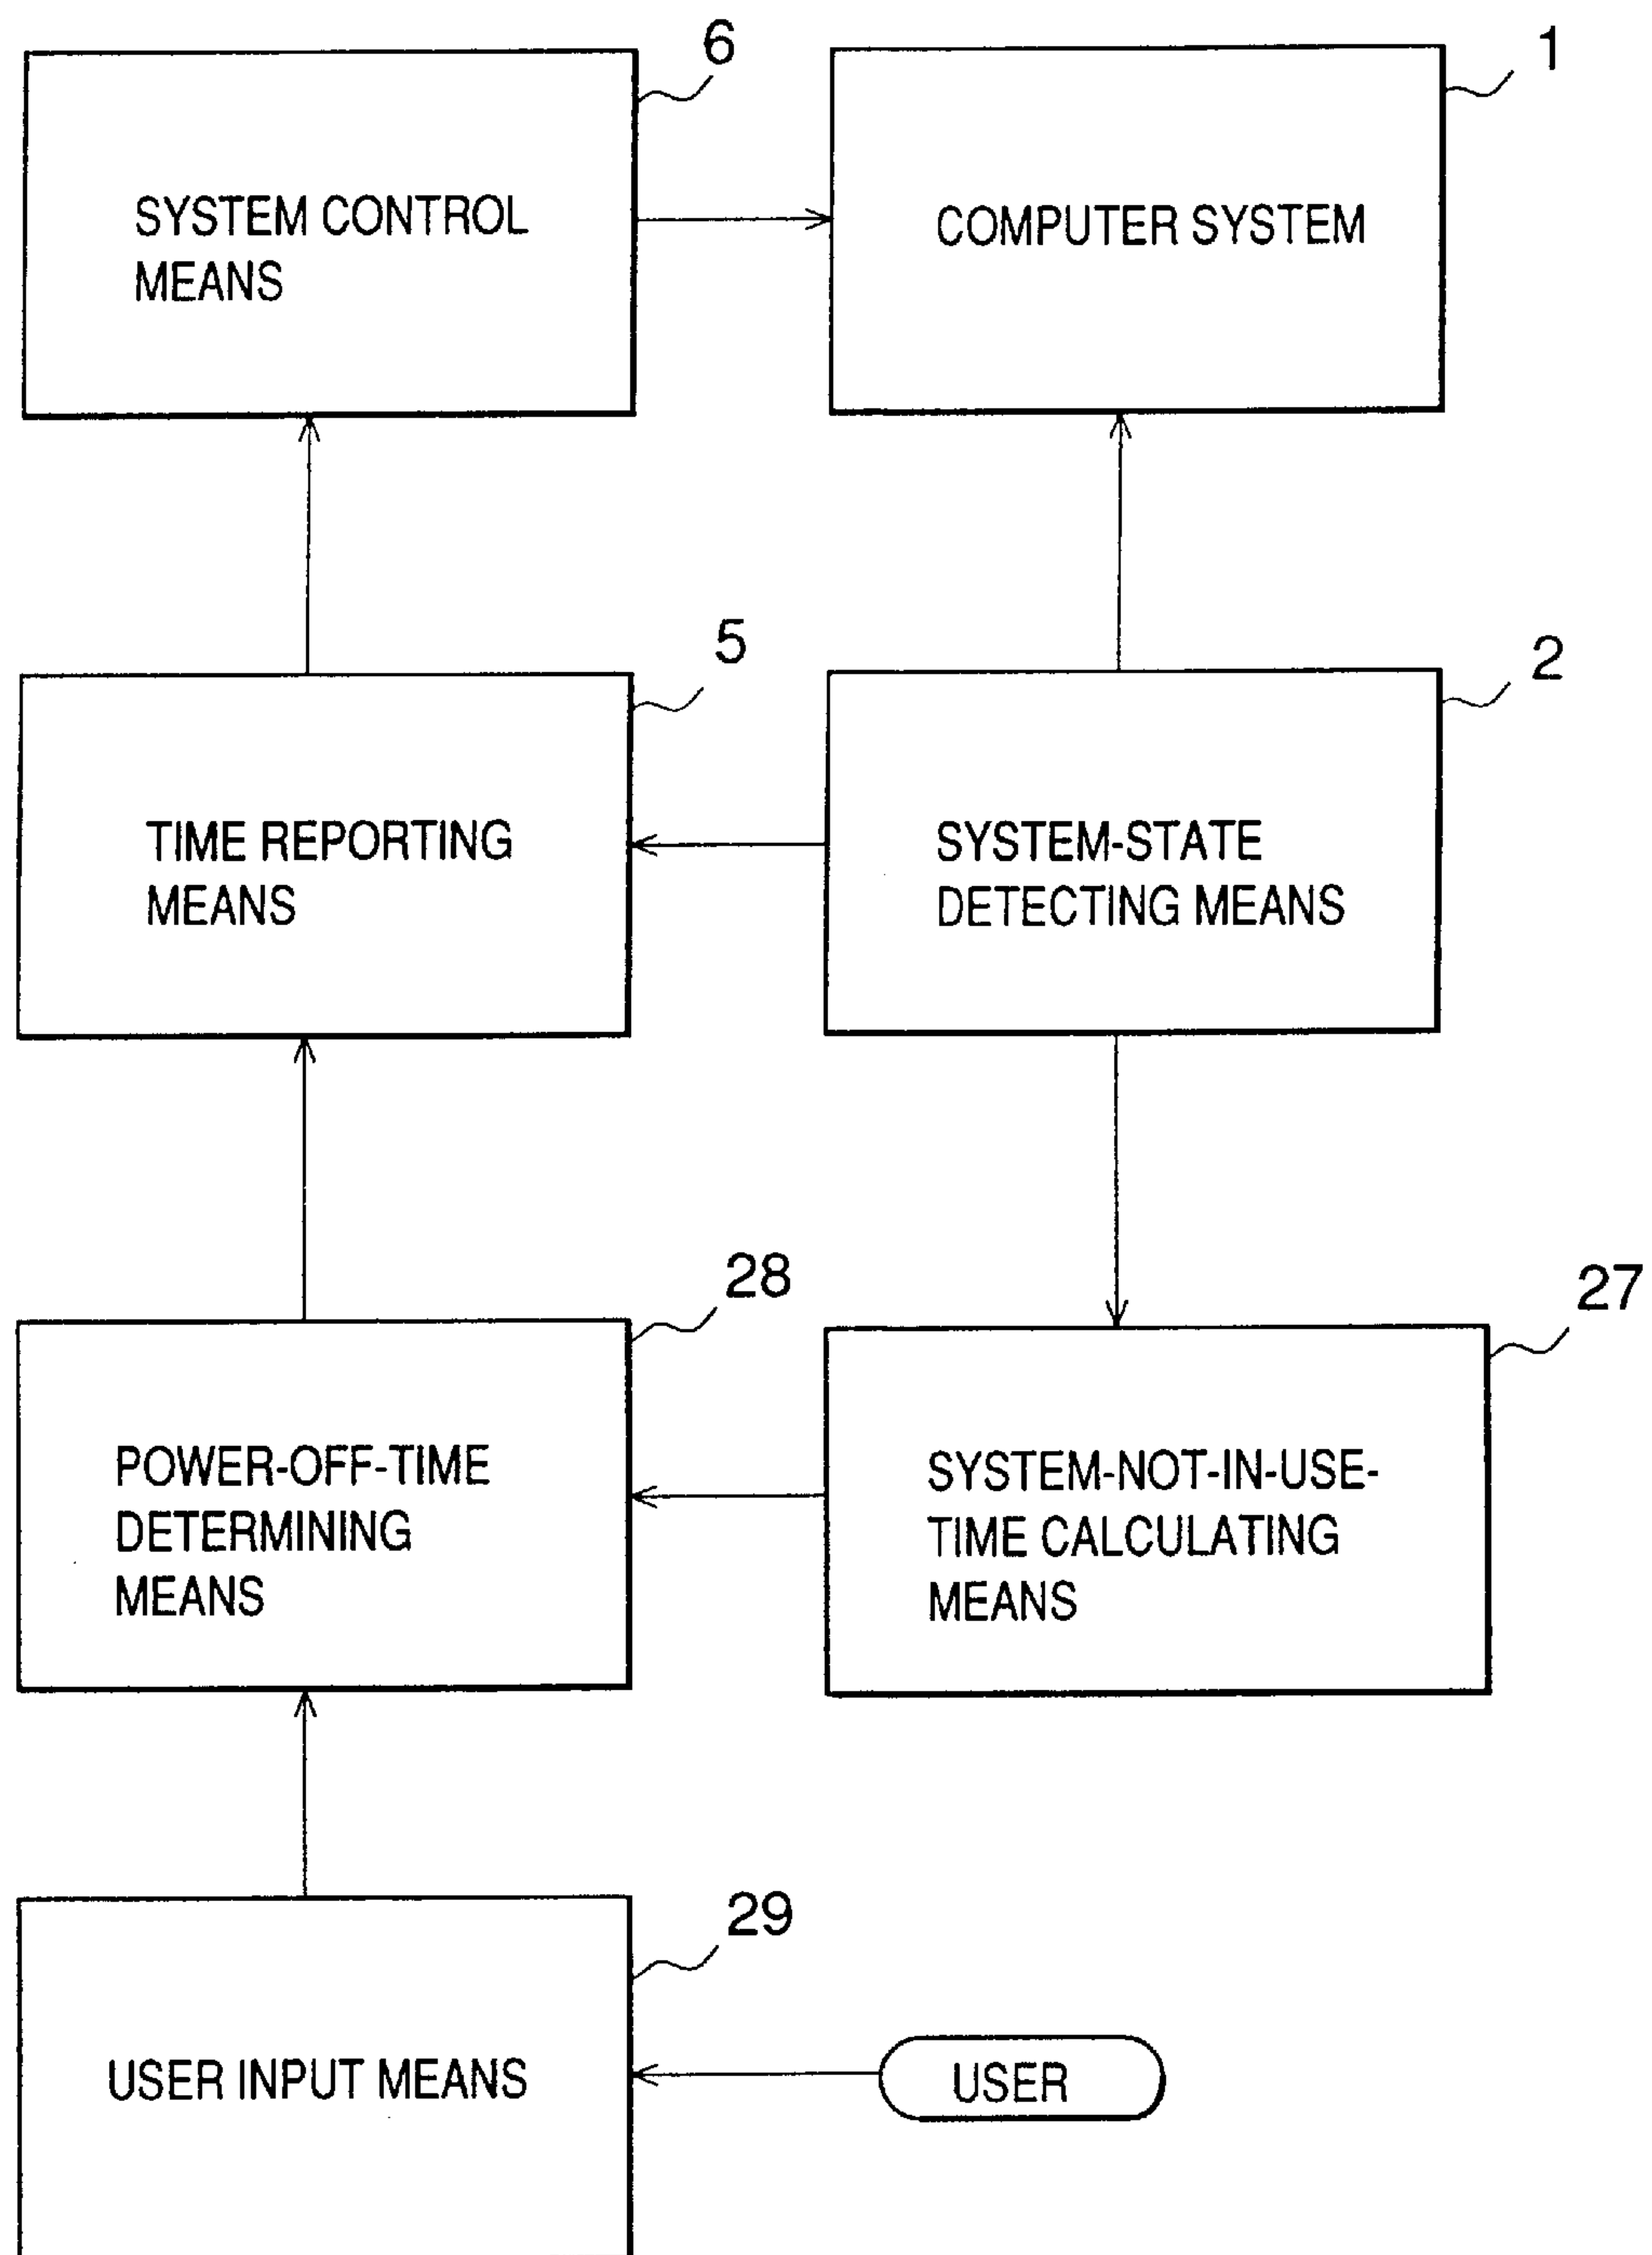 6
1
SYSTEM CONTROL
MEANS
COMPUTER SYSTEM
5
2
TIME REPORTING
MEANS
SYSTEM-STATE
DETECTING MEANS
28
27
POWER-OFF-TIME
DETERMINING
MEANS
SYSTEM-NOT-IN-USE-
TIME CALCULATING
MEANS
29
USER INPUT MEANS
USER